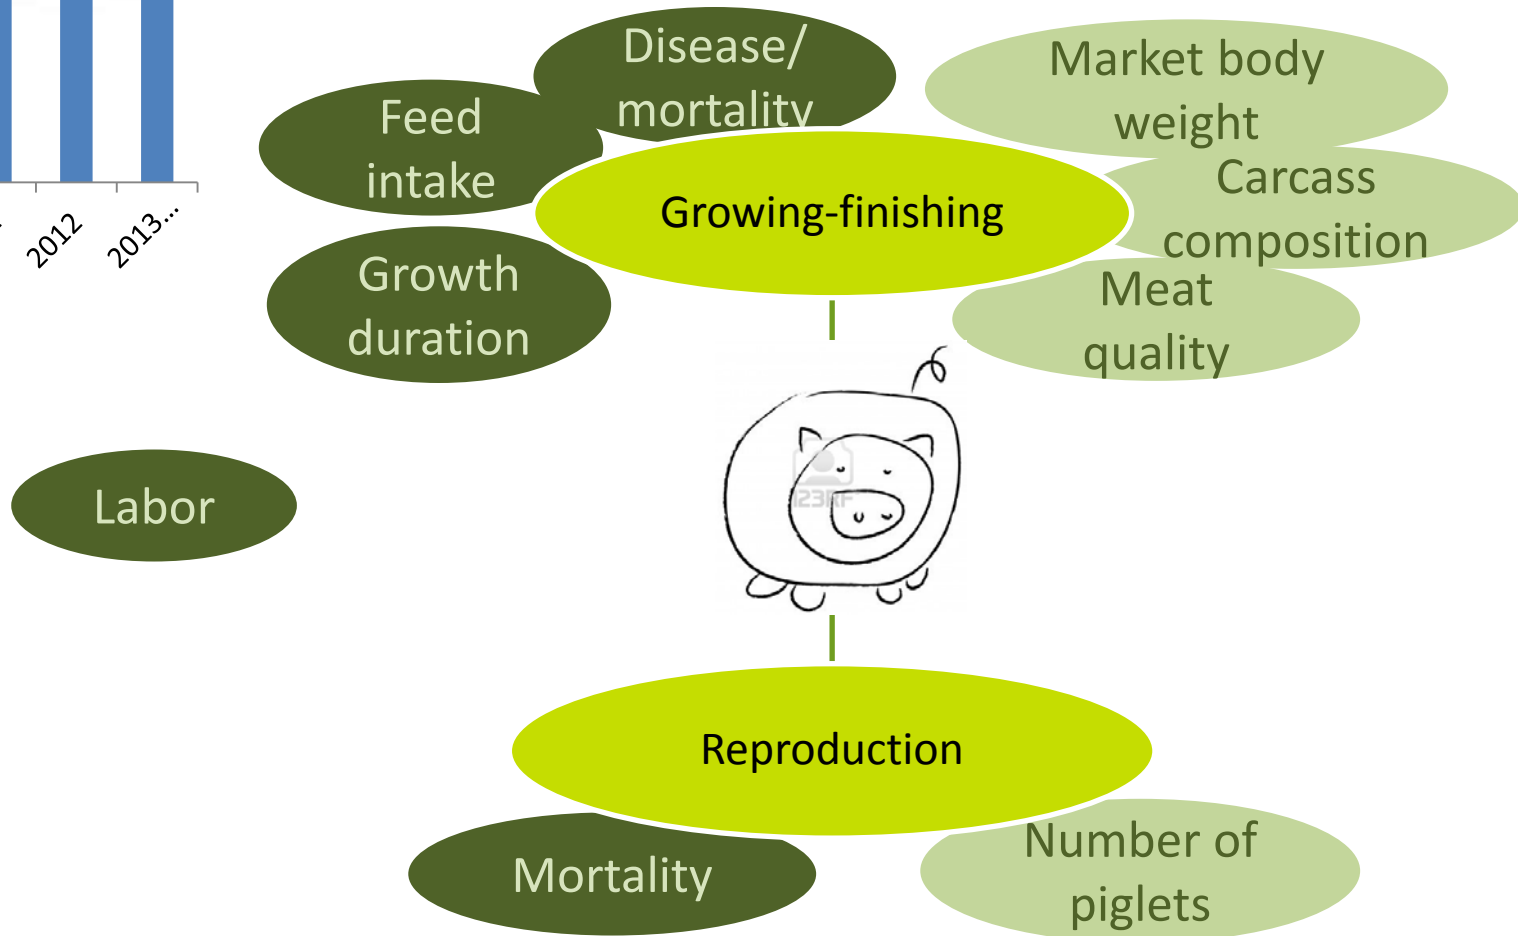 Disease/
mortality
Market body
weight
Feed
intake
Growing-finishing
Carcass
composition
Growth
duration
Meat
quality
2012
2013...
Labor
123RF
Reproduction
Mortality
Number of
piglets